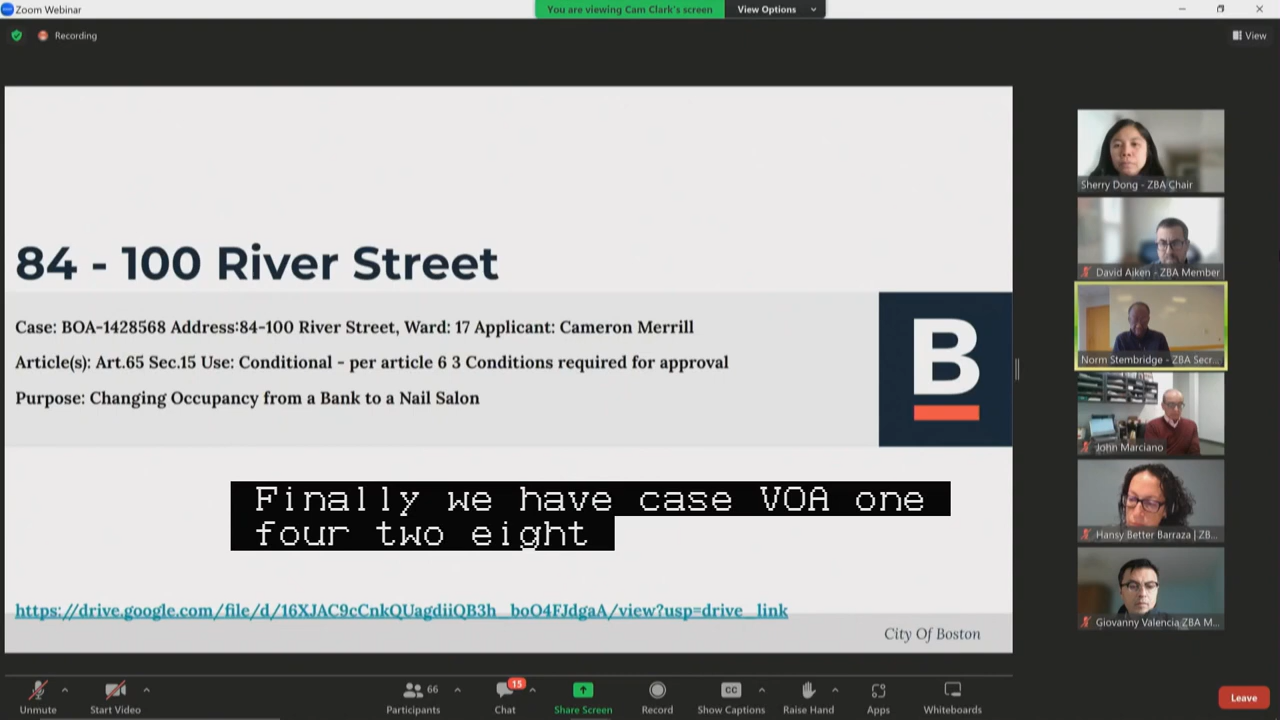 Zoom Webinar
You are viewing Cam Clark's screen
View Options
Recording
View
84 - 100 River Street
Case: BOA-1428568 Address:84-100 River Street, Ward: 17 Applicant: Cameron Merrill
Article(s): Art.65 Sec.15 Use: Conditional - per article 6 3 Conditions required for approval
Purpose: Changing Occupancy from a Bank to a Nail Salon
B
Finally we have case VOA one
four two eight
https://drive.google.com/file/d/16XJAC9cCnkQUagdiiQB3h_boO4FJdgaA/view?usp=drive_link
City Of Boston
Sherry Dong - ZBA Chair
David Aiken - ZBA Member
Norm Stembridge - ZBA Secr...
John Marciano
Hansy Better Barraza | ZB...
Giovanny Valencia ZBA M...
Unmute
Start Video
66
Participants
15
Chat
Share Screen
Record
CC
Show Captions
Raise Hand
Apps
Whiteboards
Leave